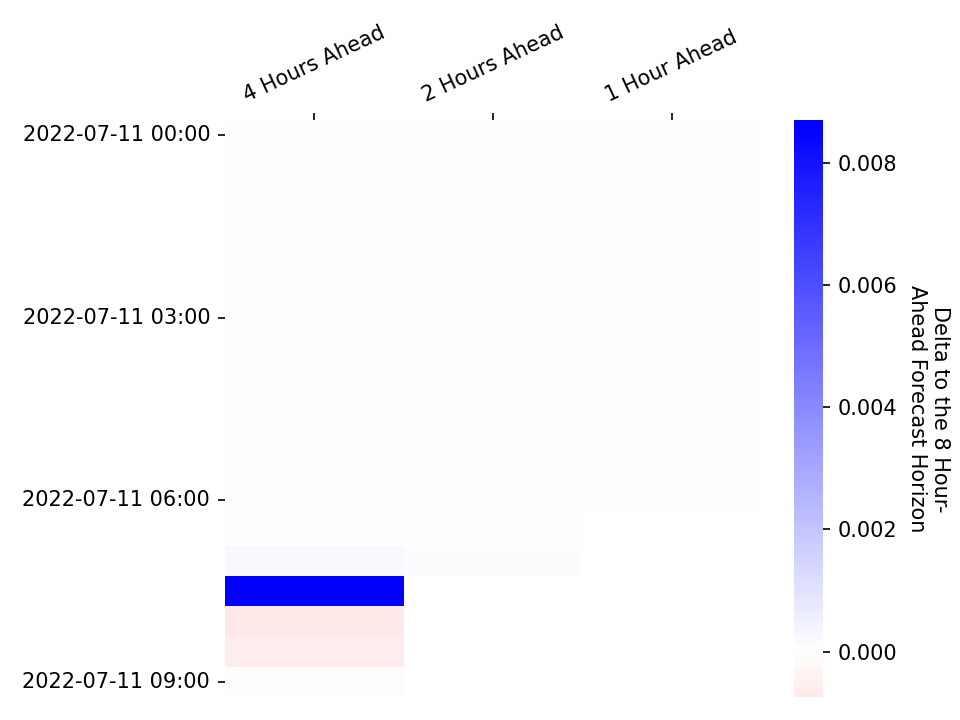 4 Hours Ahead
2 Hours Ahead
1 Hour Ahead
2022-07-11 00:00
2022-07-11 03:00
2022-07-11 06:00
2022-07-11 09:00
0.008
0.006
0.004
0.002
0.000
Delta to the 8 Hour-
Ahead Forecast Horizon